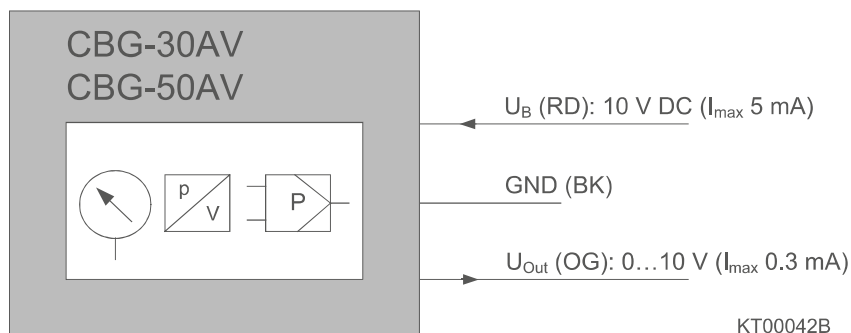 CBG-30AV
CBG-50AV
U_B (RD): 10 V DC (I_max 5 mA)
p
V
P
GND (BK)
U_Out (OG): 0…10 V (I_max 0.3 mA)
KT00042B